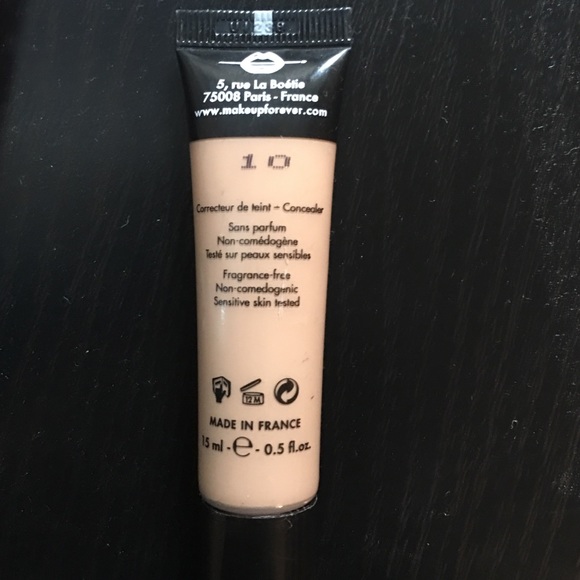 5, rue La Boétie
75008 Paris - France
www.makeupforever.com
10
Correcteur de teint - Concealer
Sans parfum
Non-comédogène
Testé sur peaux sensibles
Fragrance-free
Non-comedogenic
Sensitive skin tested
12 M
MADE IN FRANCE
15 ml - e - 0.5 fl.oz.